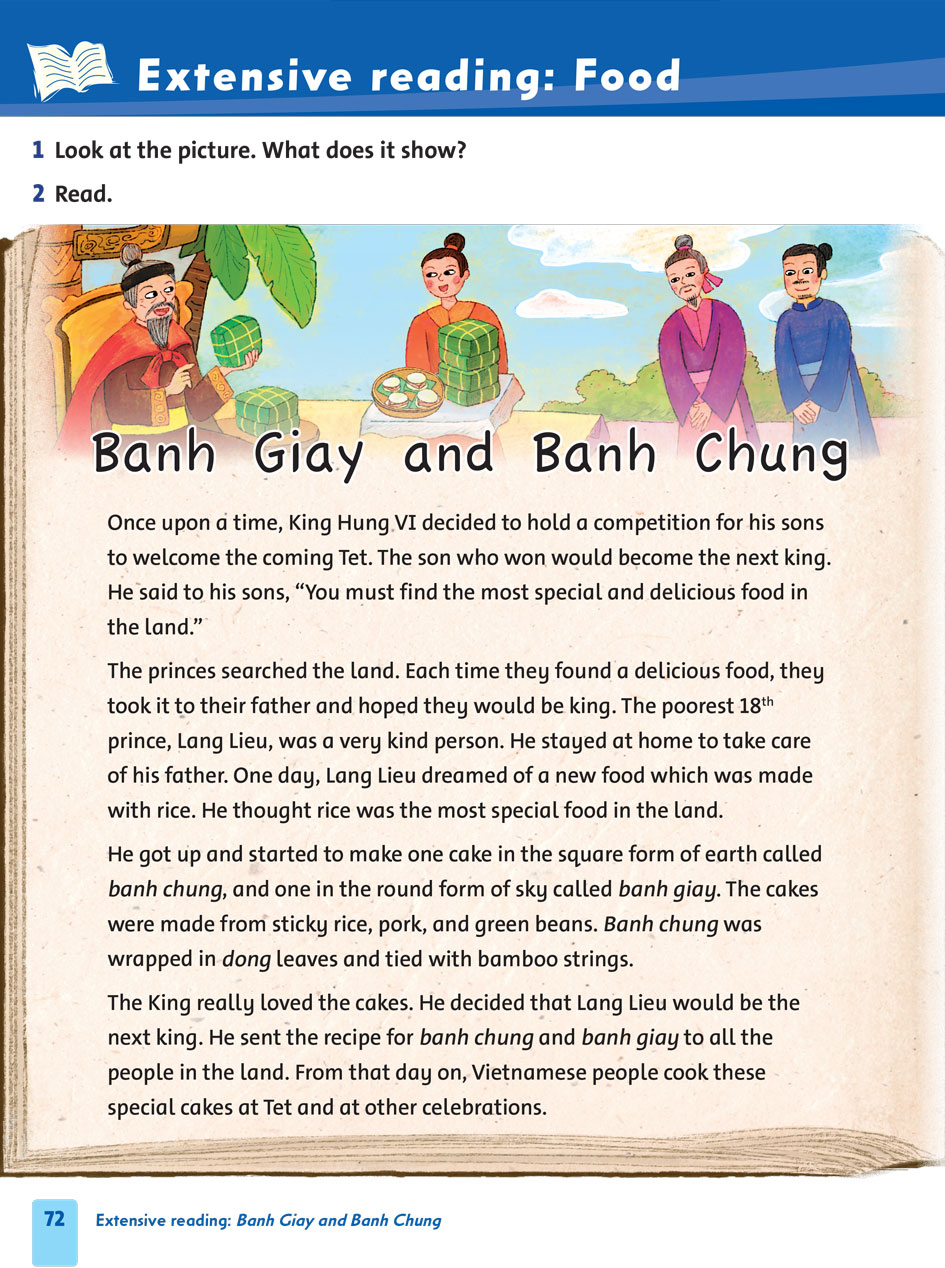 Extensive reading: Food
1 Look at the picture. What does it show?
2 Read.
Banh Giay and Banh Chung
Once upon a time, King Hung VI decided to hold a competition for his sons
to welcome the coming Tet. The son who won would become the next king.
He said to his sons, “You must find the most special and delicious food in
the land.”
The princes searched the land. Each time they found a delicious food, they
took it to their father and hoped they would be king. The poorest 18th
prince, Lang Lieu, was a very kind person. He stayed at home to take care
of his father. One day, Lang Lieu dreamed of a new food which was made
with rice. He thought rice was the most special food in the land.
He got up and started to make one cake in the square form of earth called
banh chung, and one in the round form of sky called banh giay. The cakes
were made from sticky rice, pork, and green beans. Banh chung was
wrapped in dong leaves and tied with bamboo strings.
The King really loved the cakes. He decided that Lang Lieu would be the
next king. He sent the recipe for banh chung and banh giay to all the
people in the land. From that day on, Vietnamese people cook these
special cakes at Tet and at other celebrations.
72 Extensive reading: Banh Giay and Banh Chung